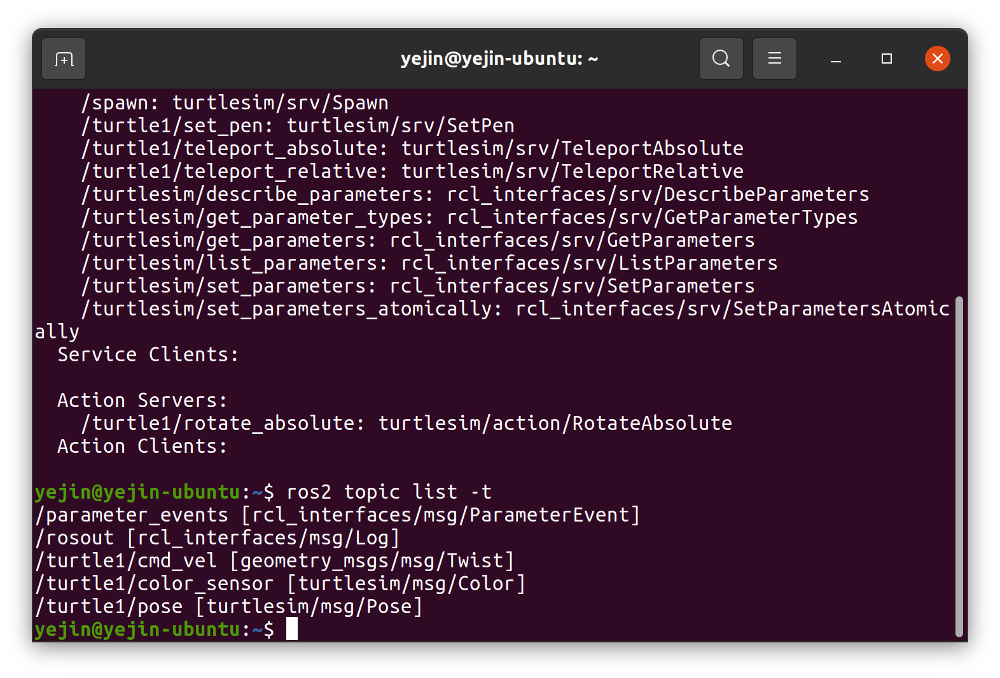 yejin@yejin-ubuntu: ~
/spawn: turtlesim/srv/Spawn
/turtle1/set_pen: turtlesim/srv/SetPen
/turtle1/teleport_absolute: turtlesim/srv/TeleportAbsolute
/turtle1/teleport_relative: turtlesim/srv/TeleportRelative
/turtlesim/describe_parameters: rcl_interfaces/srv/DescribeParameters
/turtlesim/get_parameter_types: rcl_interfaces/srv/GetParameterTypes
/turtlesim/get_parameters: rcl_interfaces/srv/GetParameters
/turtlesim/list_parameters: rcl_interfaces/srv/ListParameters
/turtlesim/set_parameters: rcl_interfaces/srv/SetParameters
/turtlesim/set_parameters_atomically: rcl_interfaces/srv/SetParametersAtomic
ally
Service Clients:
Action Servers:
/turtle1/rotate_absolute: turtlesim/action/RotateAbsolute
Action Clients:
yejin@yejin-ubuntu:~$ ros2 topic list -t
/parameter_events [rcl_interfaces/msg/ParameterEvent]
/rosout [rcl_interfaces/msg/Log]
/turtle1/cmd_vel [geometry_msgs/msg/Twist]
/turtle1/color_sensor [turtlesim/msg/Color]
/turtle1/pose [turtlesim/msg/Pose]
yejin@yejin-ubuntu:~$